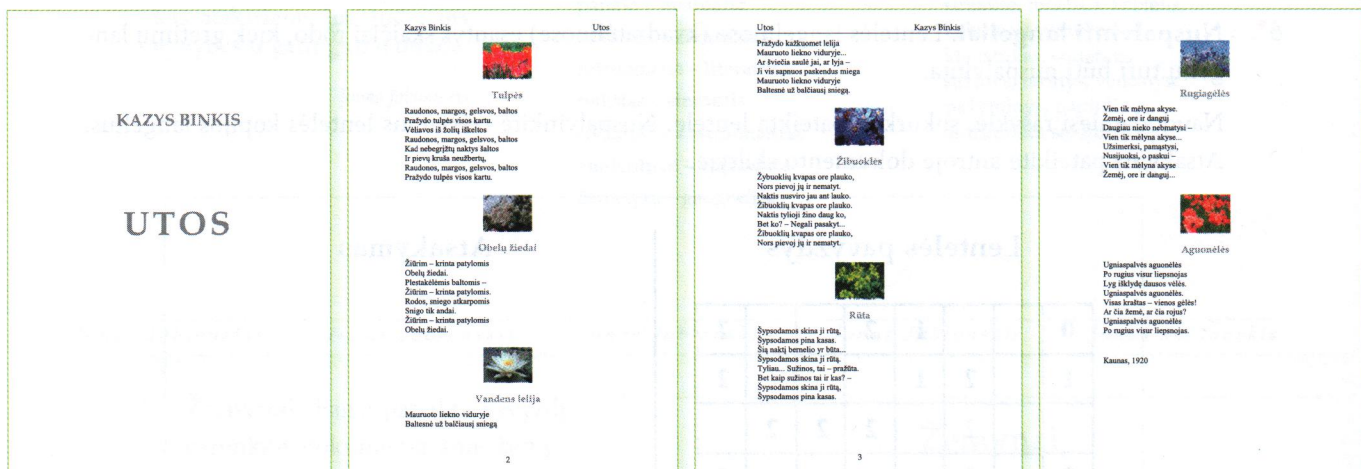 KAZYS BINKIS
UTOS
Kazys Binkis Utos
Tulpės
Raudonos, margos, gelsvos, baltos
Pražydo tulpės visos kartu.
Vėliavos iš žolių iškeltos
Raudonos, margos, gelsvos, baltos
Kad nebegrįžtų naktys šaltos
Ir pievų kruša neužbertų,
Raudonos, margos, gelsvos, baltos
Pražydo tulpės visos kartu.
Obelų žiedai
Žiūrim – krinta patylomis
Obelų žiedai.
Plestakėlėmis baltomis –
Žiūrim – krinta patylomis.
Rodos, sniego atkarpomis
Snigo tik andai.
Žiūrim – krinta patylomis
Obelų žiedai.
Vandens lelija
Mauruoto liekno viduryje
Baltesnė už balčiausį sniegą
2
Utos Kazys Binkis
Pražydo kažkuomet lelija
Mauruoto liekno viduryje...
Ar šviečia saulė jai, ar lyja –
Ji vis sapnuos paskendus miega
Mauruoto liekno viduryje
Baltesnė už balčiausį sniegą.
Žibuoklės
Žybuoklių kvapas ore plauko,
Nors pievoj jų ir nematyt.
Naktis nusviro jau ant lauko.
Žibuoklių kvapas ore plauko.
Naktis tylioji žino daug ko,
Bet ko? – Negali pasakyt...
Žibuoklių kvapas ore plauko,
Nors pievoj jų ir nematyt.
Rūta
Šypsodamos skina ji rūtą,
Šypsodamos pina kasas.
Šią naktį bernelio yr būta...
Šypsodamos skina ji rūtą.
Tyliau... Sužinos, tai – pražūta.
Bet kaip sužinos tai ir kas? –
Šypsodamos skina ji rūtą,
Šypsodamos pina kasas.
3
Rugiagėlės
Vien tik mėlyna akyse.
Žemėj, ore ir danguj
Daugiau nieko nebmatysi –
Vien tik mėlyna akyse...
Užsimerksi, pamąstysi,
Nusijuoksi, o paskui –
Vien tik mėlyna akyse
Žemėj, ore ir danguj...
Aguonėlės
Ugniaspalvės aguonėlės
Po rugius visur liepsnojas
Lyg išklydę dausos vėlės.
Ugniaspalvės aguonėlės.
Visas kraštas – vienos gėlės!
Ar čia žemė, ar čia rojus?
Ugniaspalvės aguonėlės
Po rugius visur liepsnojas.
Kaunas, 1920